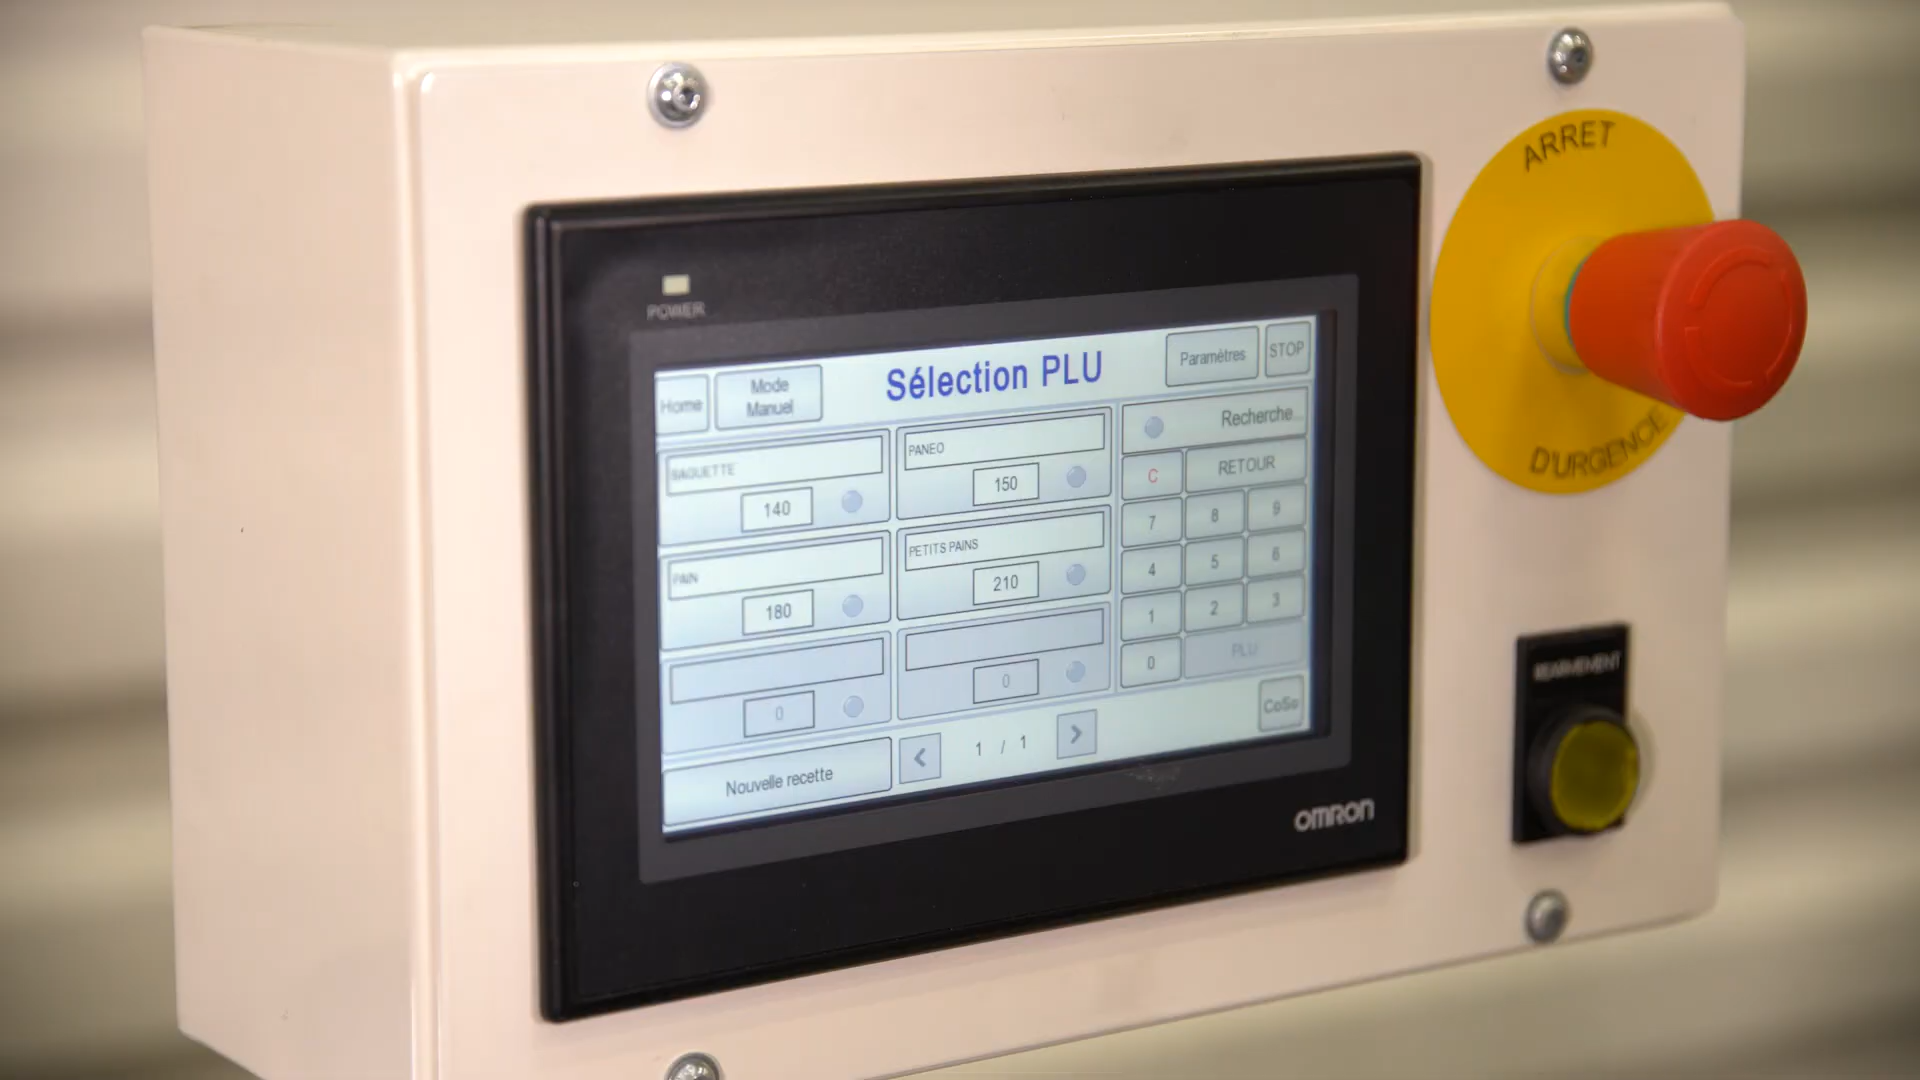 ARRET
D'URGENCE
POWER
Home
Mode
Manuel
Sélection PLU
Paramètres
STOP
BAGUETTE
140
PANEO
150
PAIN
180
PETITS PAINS
210
0
0
Recherche...
C
RETOUR
7
8
9
4
5
6
1
2
3
0
PLU
Nouvelle recette
<
1 / 1
>
CoSo
OMRON
REARMEMENT